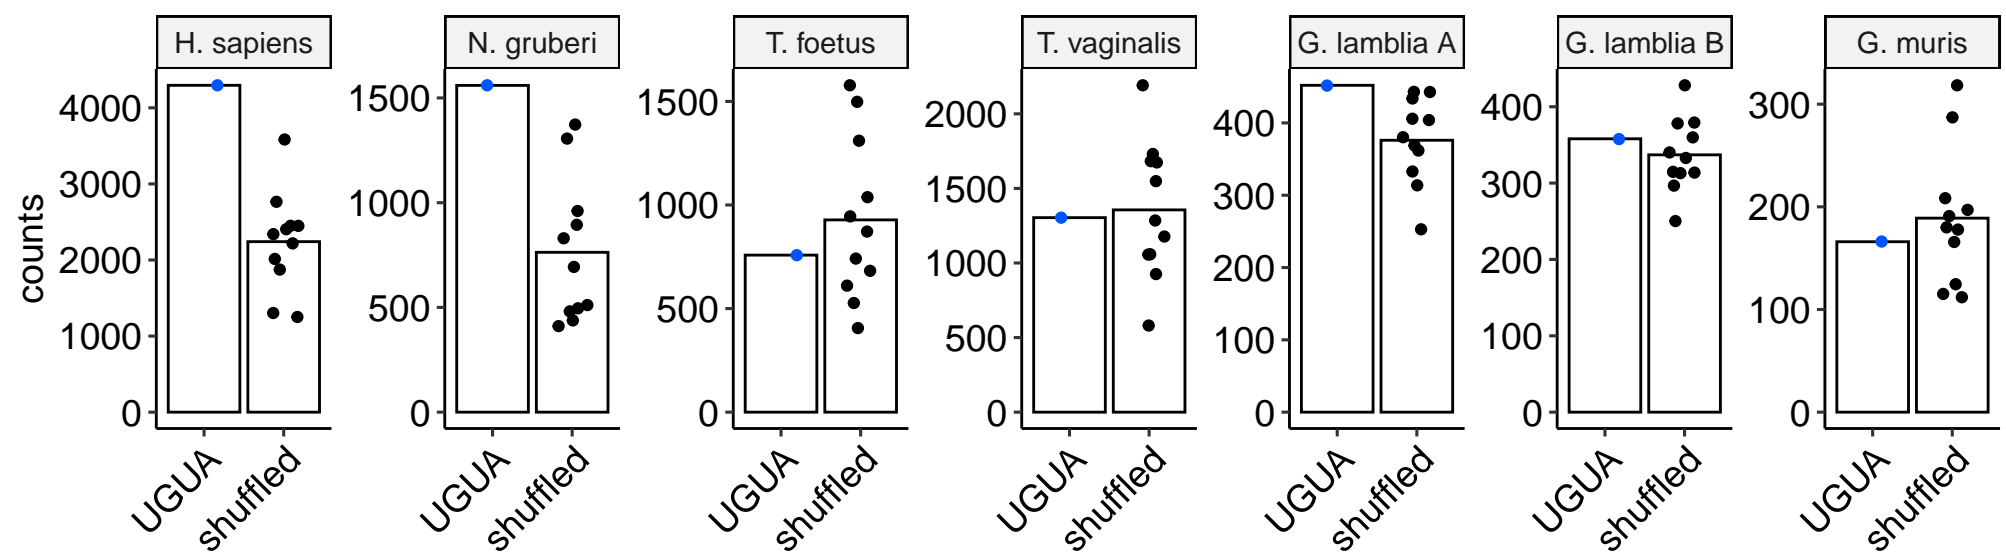 H. sapiens
N. gruberi
T. foetus
T. vaginalis
G. lamblia A
G. lamblia B
G. muris
counts
4000
3000
2000
1000
0
1500
1000
500
0
1500
1000
500
0
2000
1500
1000
500
0
400
300
200
100
0
400
300
200
100
0
300
200
100
0
UGUA
shuffled
UGUA
shuffled
UGUA
shuffled
UGUA
shuffled
UGUA
shuffled
UGUA
shuffled
UGUA
shuffled